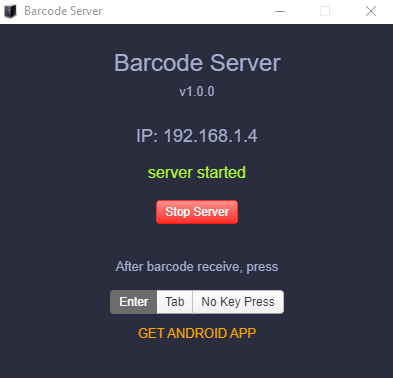 Barcode Server
Barcode Server
v1.0.0
IP: 192.168.1.4
server started
Stop Server
After barcode receive, press
Enter Tab No Key Press
GET ANDROID APP